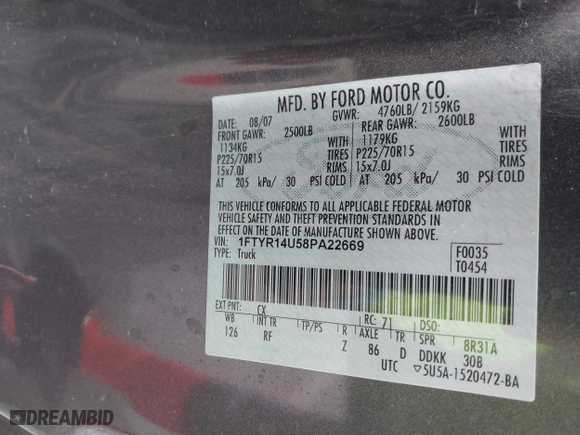 MFD. BY FORD MOTOR CO.
DATE: 08/07 GVWR: 4760LB/ 2159KG
FRONT GAWR: 2500LB REAR GAWR: 2600LB
1134KG WITH 1179KG WITH
P225/70R15 TIRES P225/70R15 TIRES
15x7.0J RIMS 15x7.0J RIMS
AT 205 kPa/ 30 PSI COLD AT 205 kPa/ 30 PSI COLD
THIS VEHICLE CONFORMS TO ALL APPLICABLE FEDERAL MOTOR
VEHICLE SAFETY AND THEFT PREVENTION STANDARDS IN
EFFECT ON THE DATE OF MANUFACTURE SHOWN ABOVE.
VIN: 1FTYR14U58PA22669 F0035
TYPE: Truck T0454
EXT PNT: CX RC: 71 DSO:
WB INT TR TP/PS R AXLE TR SPR 8R31A
126 RF Z 86 D DDKK 30B
UTC ▽5U5A-1520472-BA
DREAMBID